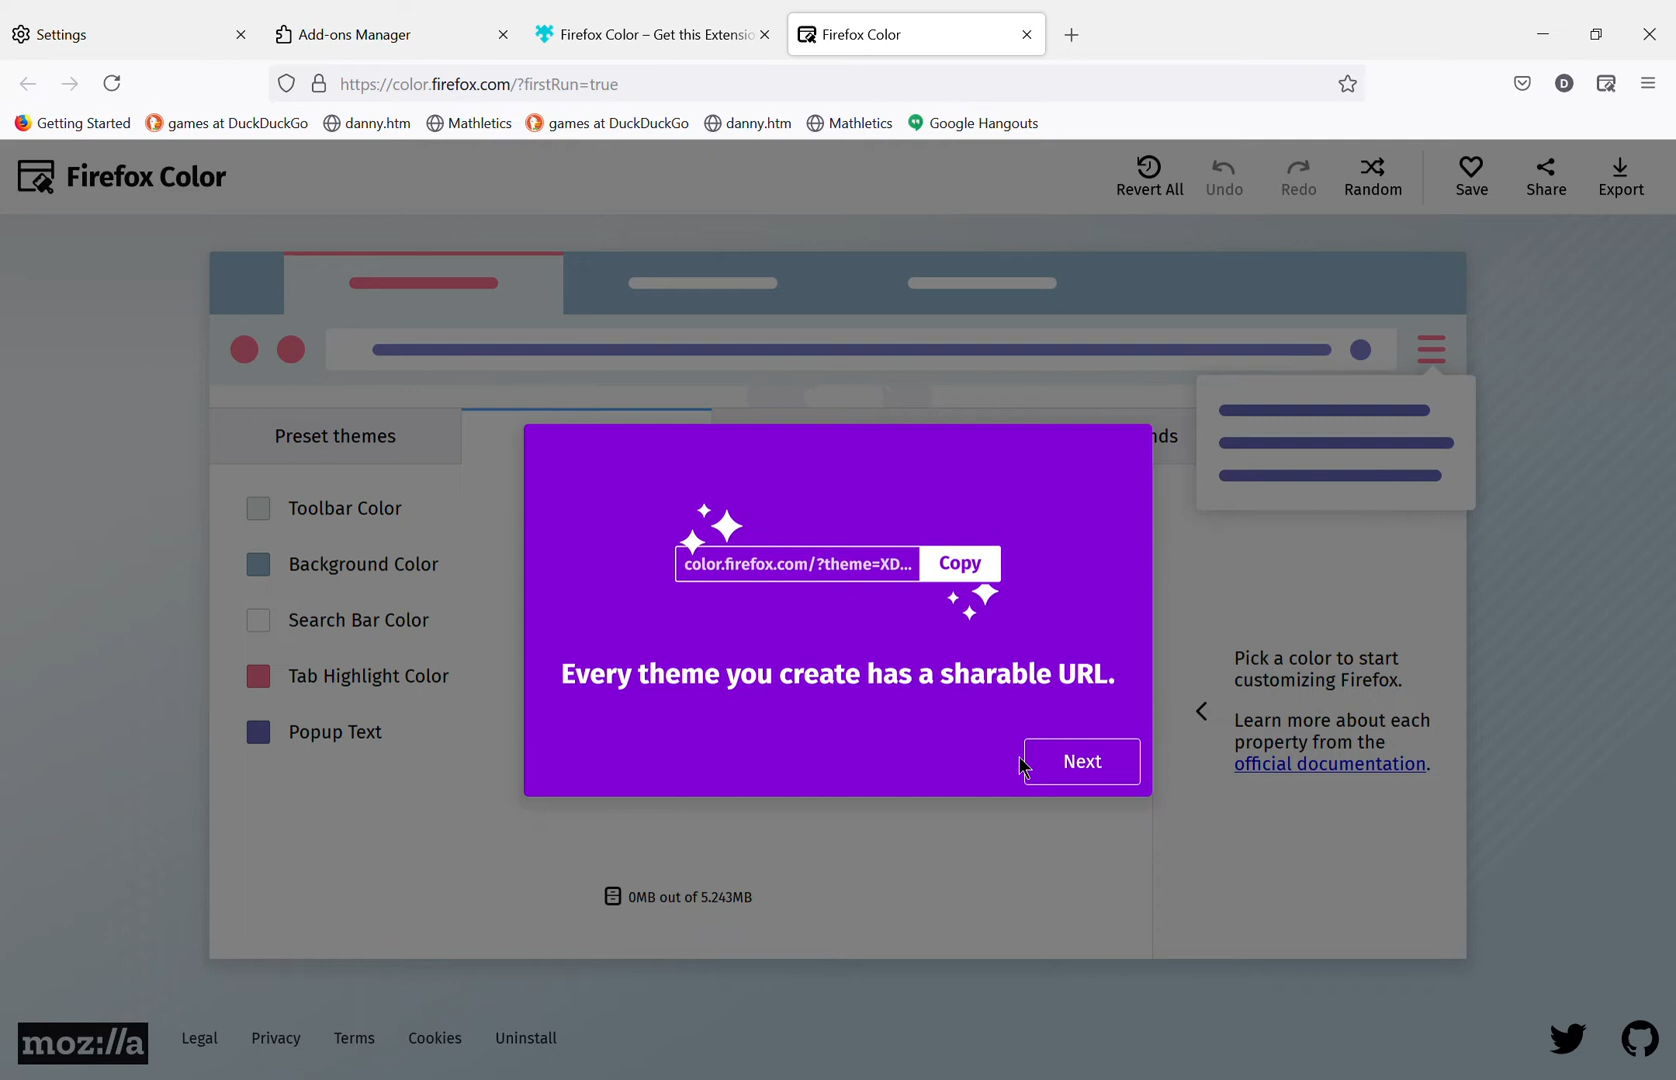 Settings
Add-ons Manager
Firefox Color – Get this Extensio
Firefox Color
https://color.firefox.com/?firstRun=true
Getting Started
games at DuckDuckGo
danny.htm
Mathletics
games at DuckDuckGo
danny.htm
Mathletics
Google Hangouts
D
Firefox Color
Revert All
Undo
Redo
Random
Save
Share
Export
Preset themes
nds
Toolbar Color
Background Color
Search Bar Color
Tab Highlight Color
Popup Text
color.firefox.com/?theme=XD...
Copy
Every theme you create has a sharable URL.
Next
Pick a color to start
customizing Firefox.
Learn more about each
property from the
official documentation.
0MB out of 5.243MB
moz://a
Legal
Privacy
Terms
Cookies
Uninstall